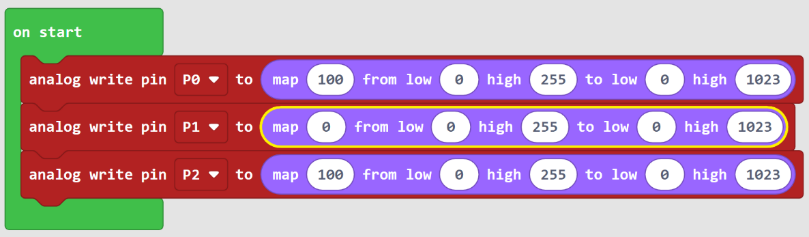 on start
analog write pin P0 to map 100 from low 0 high 255 to low 0 high 1023
analog write pin P1 to map 0 from low 0 high 255 to low 0 high 1023
analog write pin P2 to map 100 from low 0 high 255 to low 0 high 1023